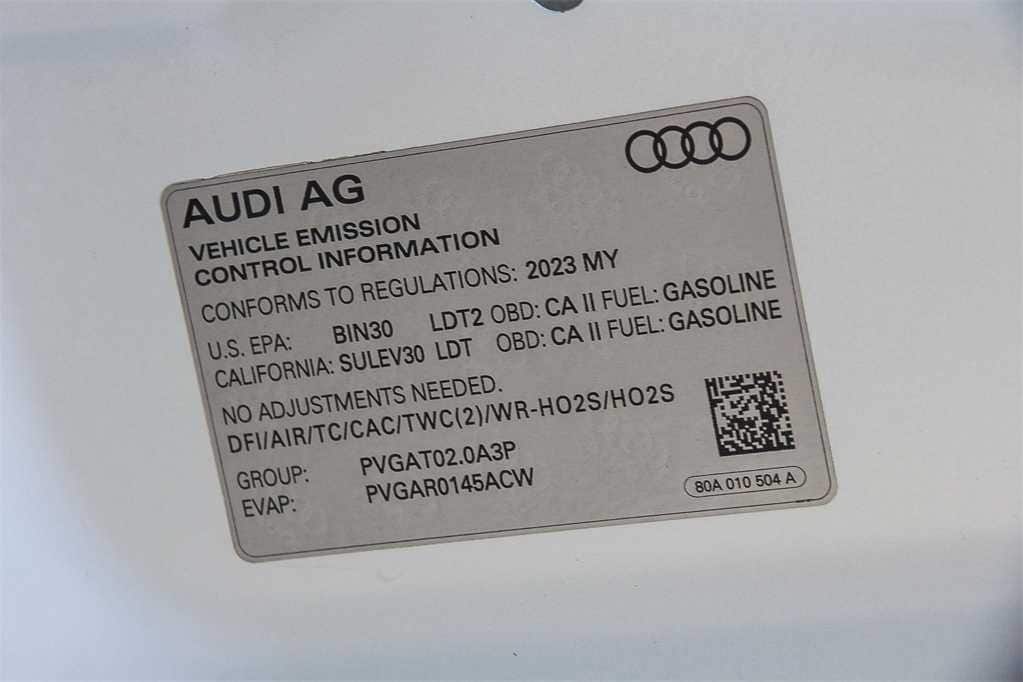 AUDI AG
VEHICLE EMISSION
CONTROL INFORMATION
CONFORMS TO REGULATIONS: 2023 MY
U.S. EPA: BIN30 LDT2 OBD: CA II FUEL: GASOLINE
CALIFORNIA: SULEV30 LDT OBD: CA II FUEL: GASOLINE
NO ADJUSTMENTS NEEDED.
DFI/AIR/TC/CAC/TWC(2)/WR-HO2S/HO2S
GROUP: PVGAT02.0A3P
EVAP: PVGAR0145ACW
80A 010 504 A